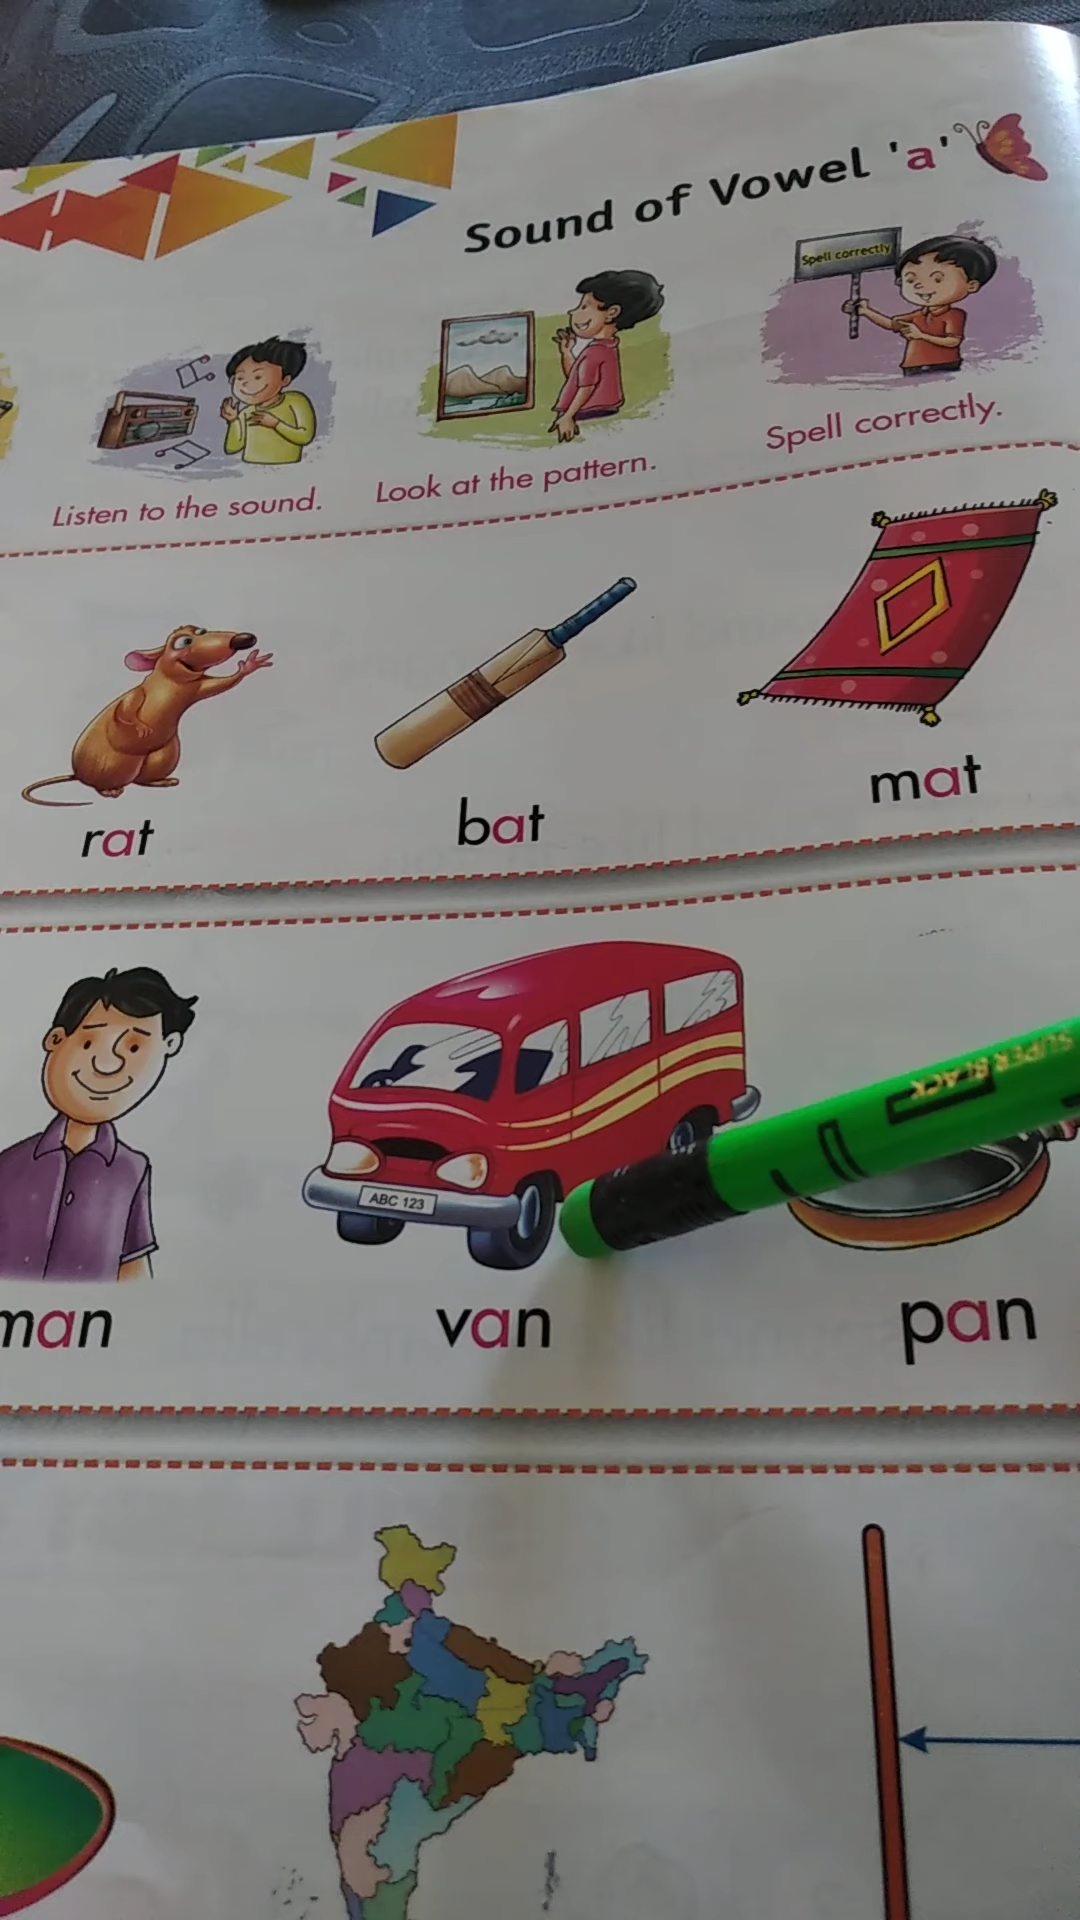 Sound of Vowel 'a'
Spell correctly
Listen to the sound.
Look at the pattern.
Spell correctly.
rat
bat
mat
ABC 123
SUPER BLACK
man
van
pan